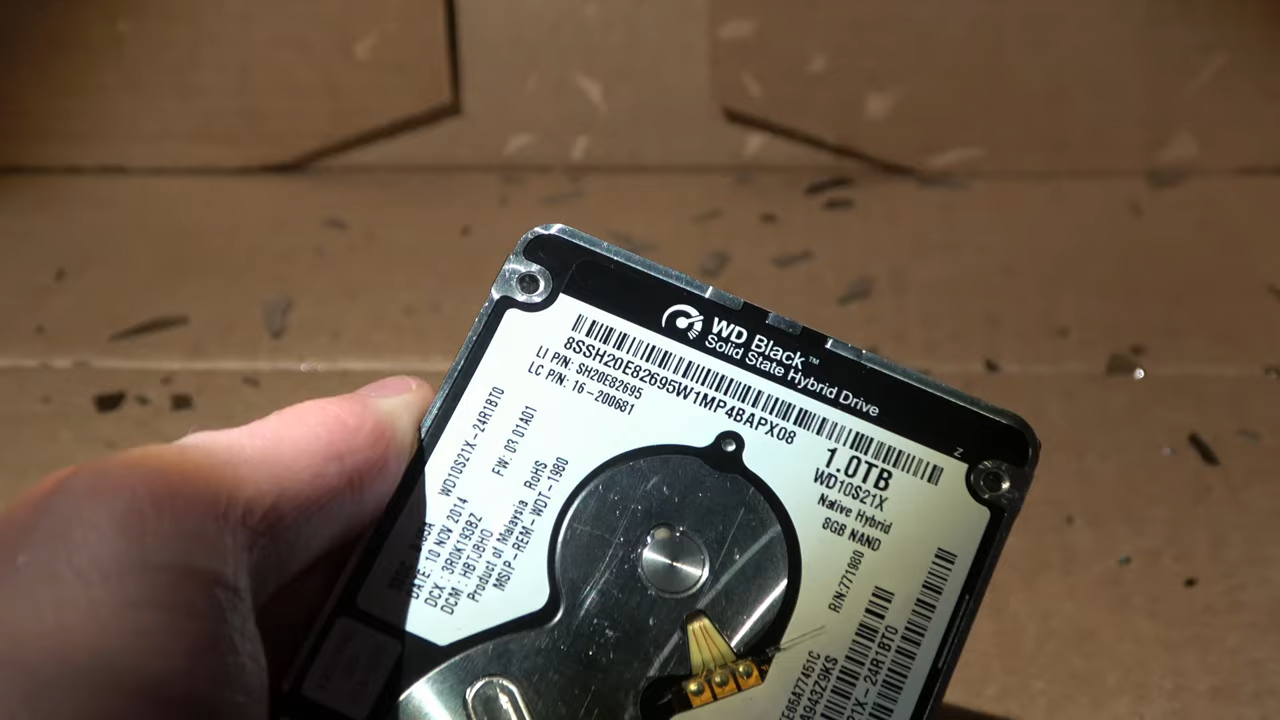 WD Black™
Solid State Hybrid Drive
8SSH20E82695W1MP4BAPX08
LI P/N: SH20E82695
LC P/N: 16-200681
1.0TB
WD10S21X
Native Hybrid
8GB NAND
Z
R/N:771980
WD10S21X-24R1BT0
FW: 03.01A01
DATE: 10 NOV 2014
DCX: 3R0K193BZ
DCM: HBTJBHO
Product of Malaysia RoHS
MSIP-REM-WDT-1980